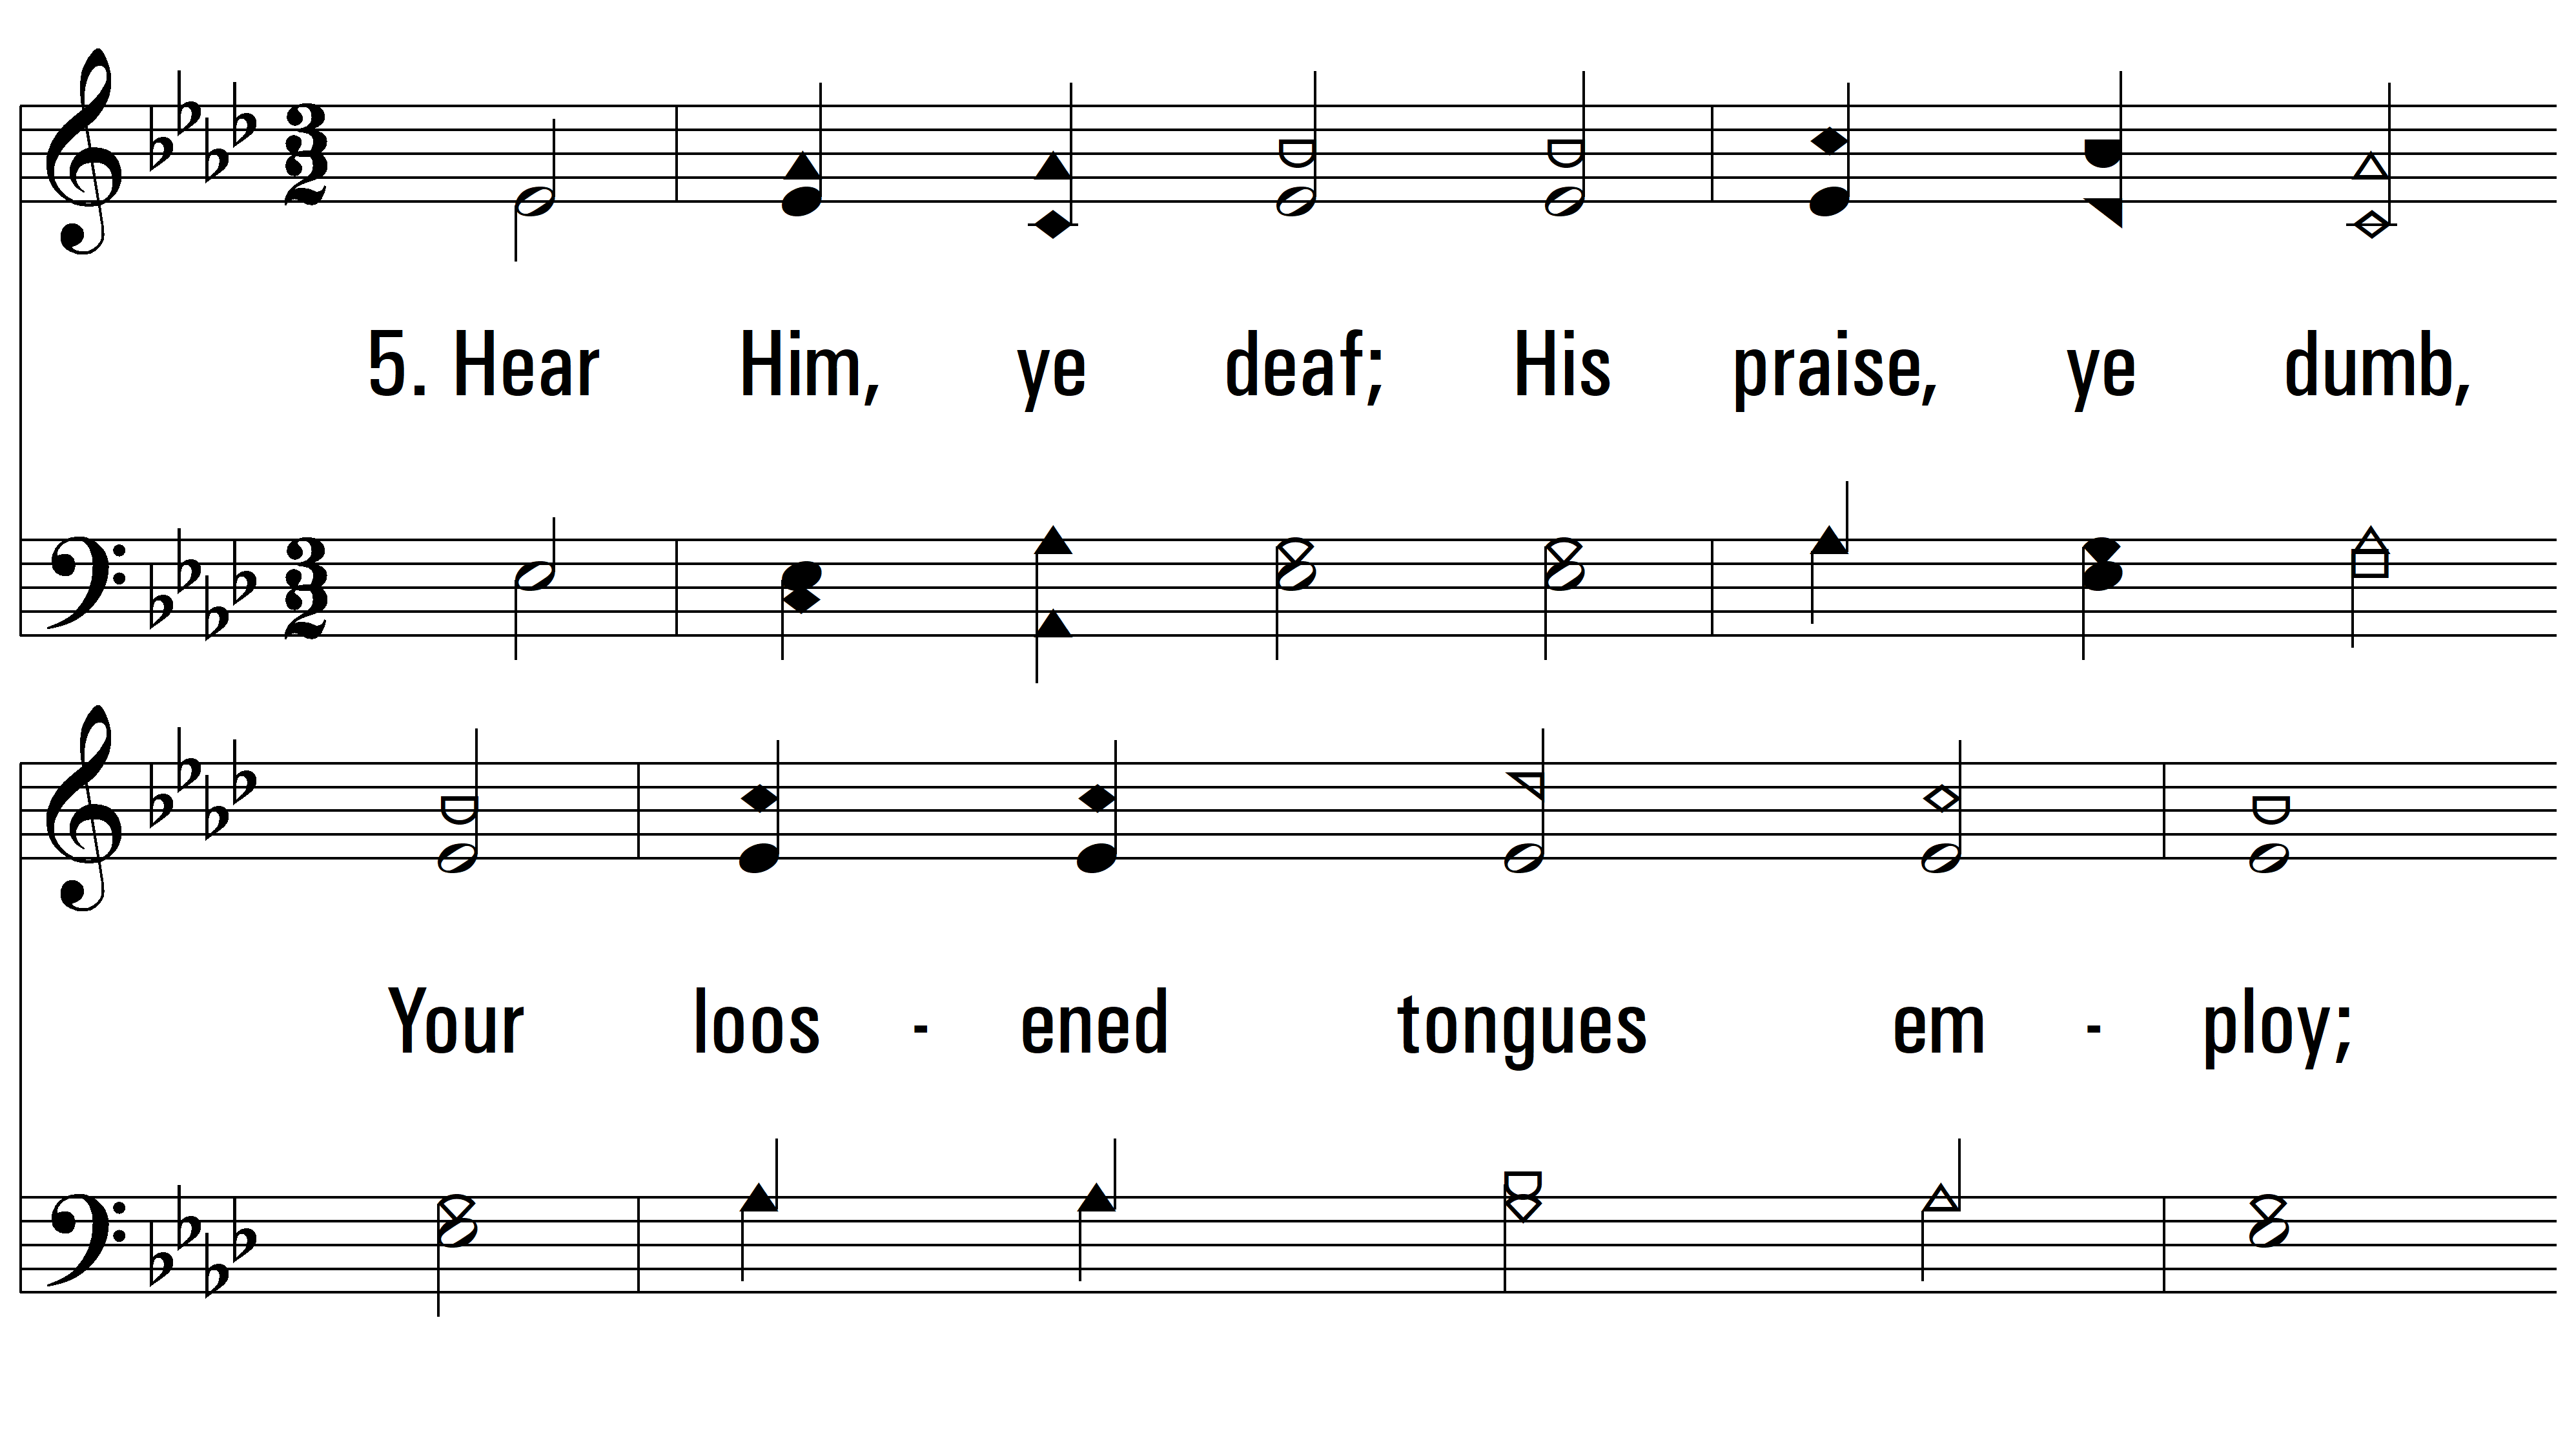 5. Hear Him, ye deaf; His praise, ye dumb,
Your loos - ened tongues em - ploy;